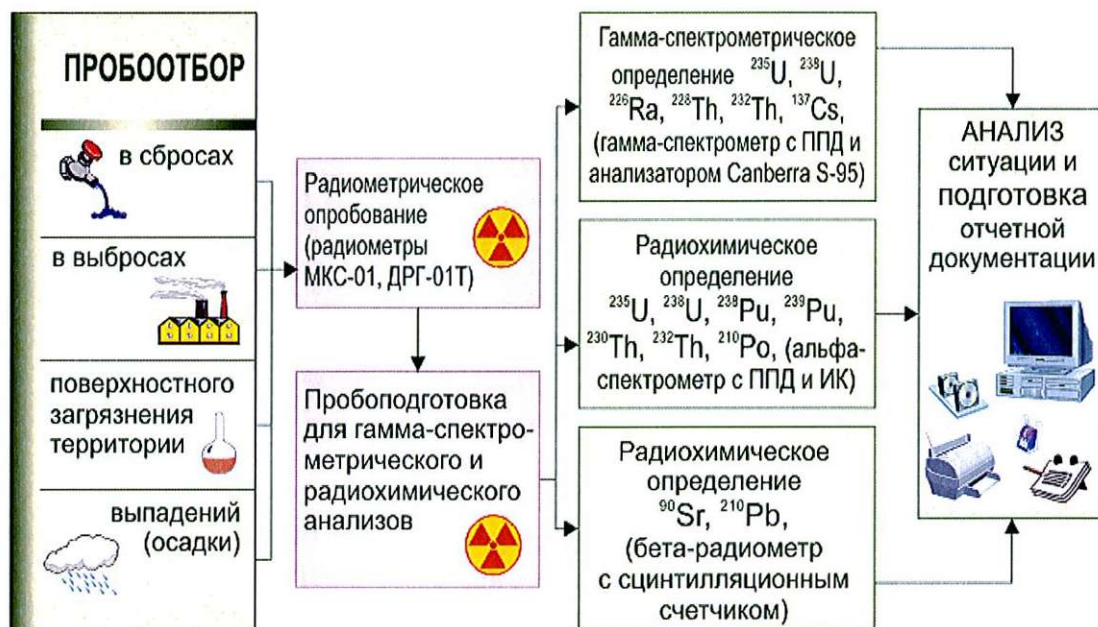 ПРОБООТБОР
в сбросах
в выбросах
поверхностного
загрязнения
территории
выпадений
(осадки)
Радиометрическое
опробование
(радиометры
МКС-01, ДРГ-01Т)
Пробоподготовка
для гамма-спектро-
метрического и
радиохимического
анализов
Гамма-спектрометрическое
определение ²³⁵U, ²³⁸U,
²²⁶Ra, ²²⁸Th, ²³²Th, ¹³⁷Cs,
(гамма-спектрометр с ППД и
анализатором Canberra S-95)
Радиохимическое
определение
²³⁵U, ²³⁸U, ²³⁸Pu, ²³⁹Pu,
²³⁰Th, ²³²Th, ²¹⁰Po, (альфа-
спектрометр с ППД и ИК)
Радиохимическое
определение
⁹⁰Sr, ²¹⁰Pb,
(бета-радиометр
с сцинтилляционным
счетчиком)
АНАЛИЗ
ситуации и
подготовка
отчетной
документации